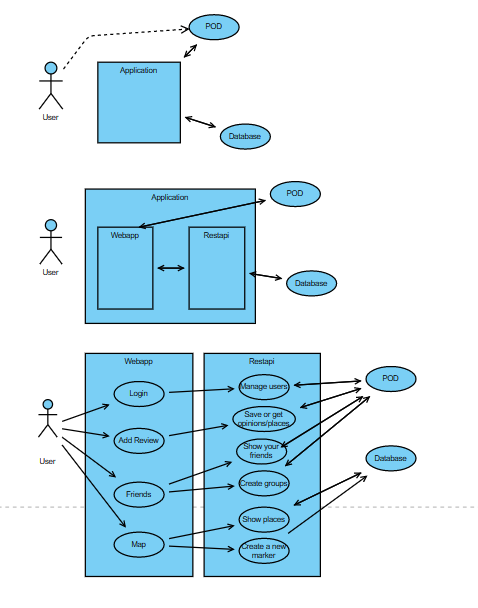 POD
Application
User
Database
Application
POD
Webapp
Restapi
User
Database
Webapp
Restapi
Login
Manage users
POD
Save or get
opinions/places
Add Review
Show your
friends
User
Database
Friends
Create groups
Show places
Map
Create a new
marker